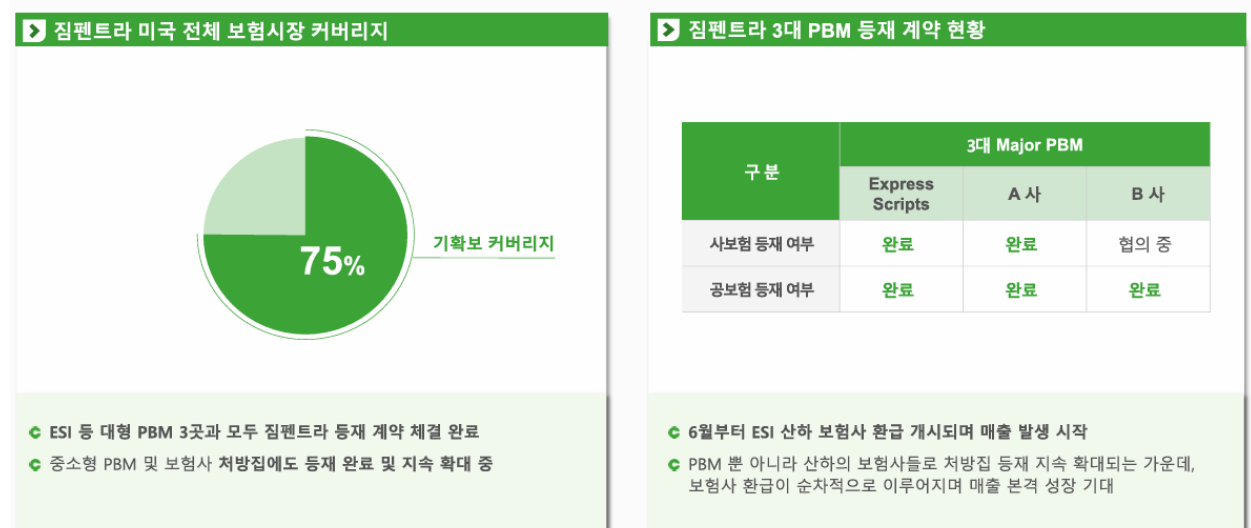 짐펜트라 미국 전체 보험시장 커버리지
75%
기확보 커버리지
ESI 등 대형 PBM 3곳과 모두 짐펜트라 등재 계약 체결 완료
중소형 PBM 및 보험사 처방집에도 등재 완료 및 지속 확대 중
짐펜트라 3대 PBM 등재 계약 현황
구 분
3대 Major PBM
Express
Scripts
A 사
B 사
사보험 등재 여부
완료
완료
협의 중
공보험 등재 여부
완료
완료
완료
6월부터 ESI 산하 보험사 환급 개시되며 매출 발생 시작
PBM 뿐 아니라 산하의 보험사들로 처방집 등재 지속 확대되는 가운데,
보험사 환급이 순차적으로 이루어지며 매출 본격 성장 기대